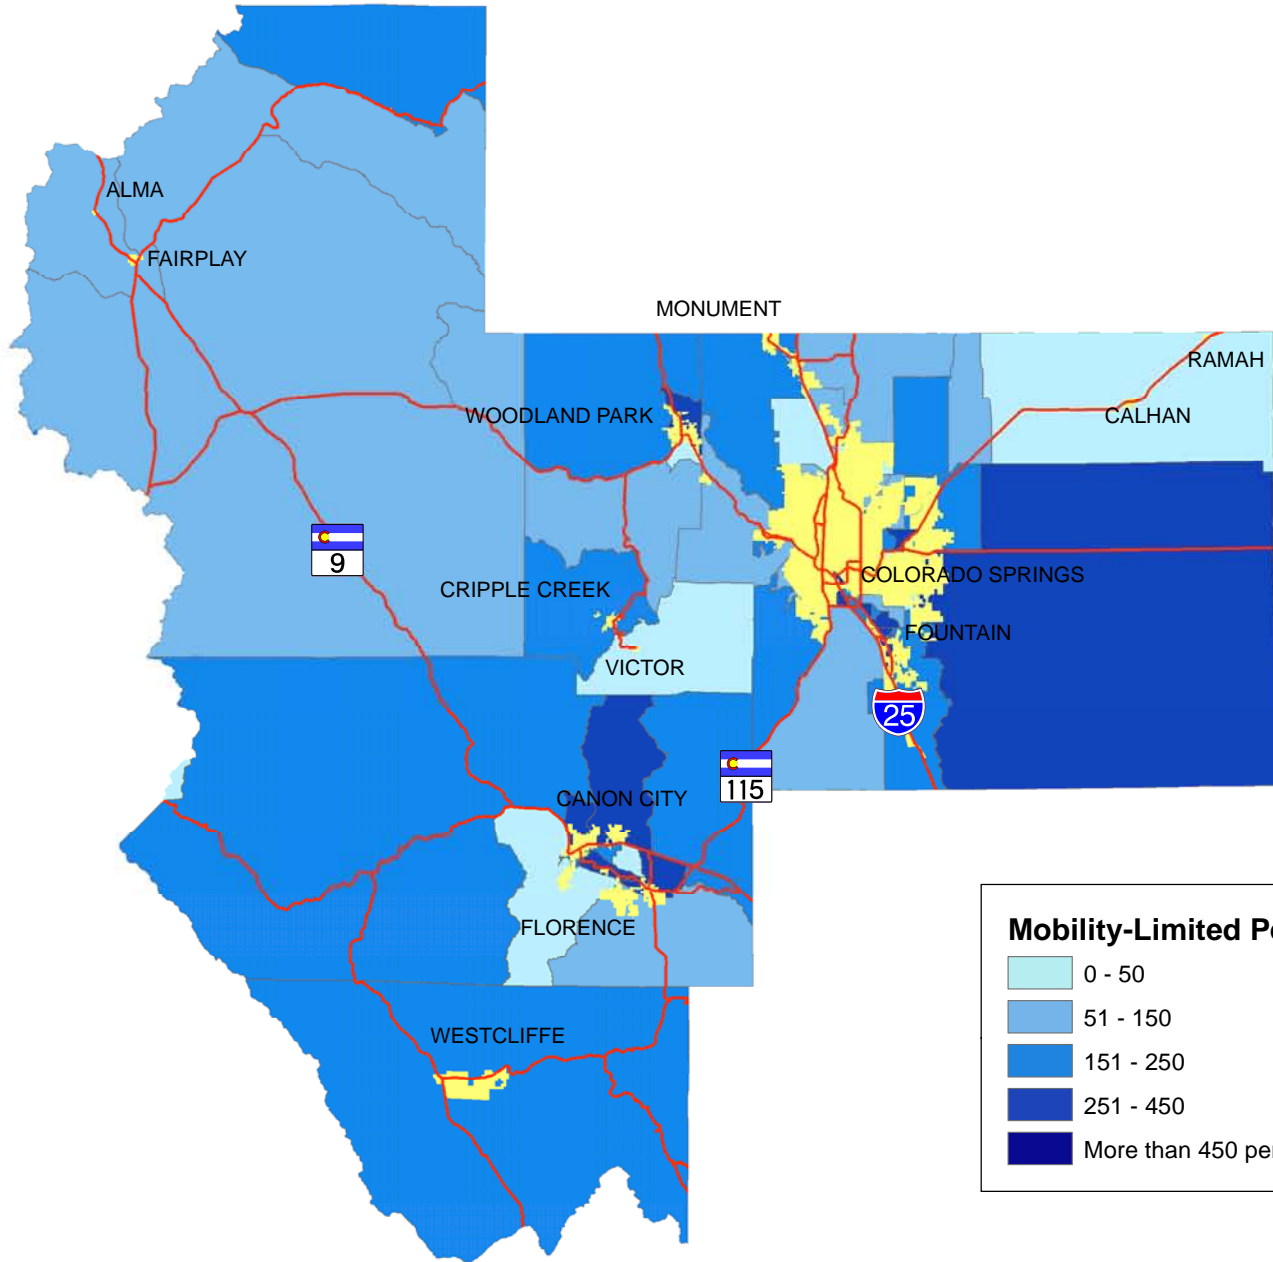 ALMA
FAIRPLAY
MONUMENT
RAMAH
WOODLAND PARK
CALHAN
9
CRIPPLE CREEK
COLORADO SPRINGS
FOUNTAIN
VICTOR
25
115
CANON CITY
FLORENCE
WESTCLIFFE
Mobility-Limited P
0 - 50
51 - 150
151 - 250
251 - 450
More than 450 per